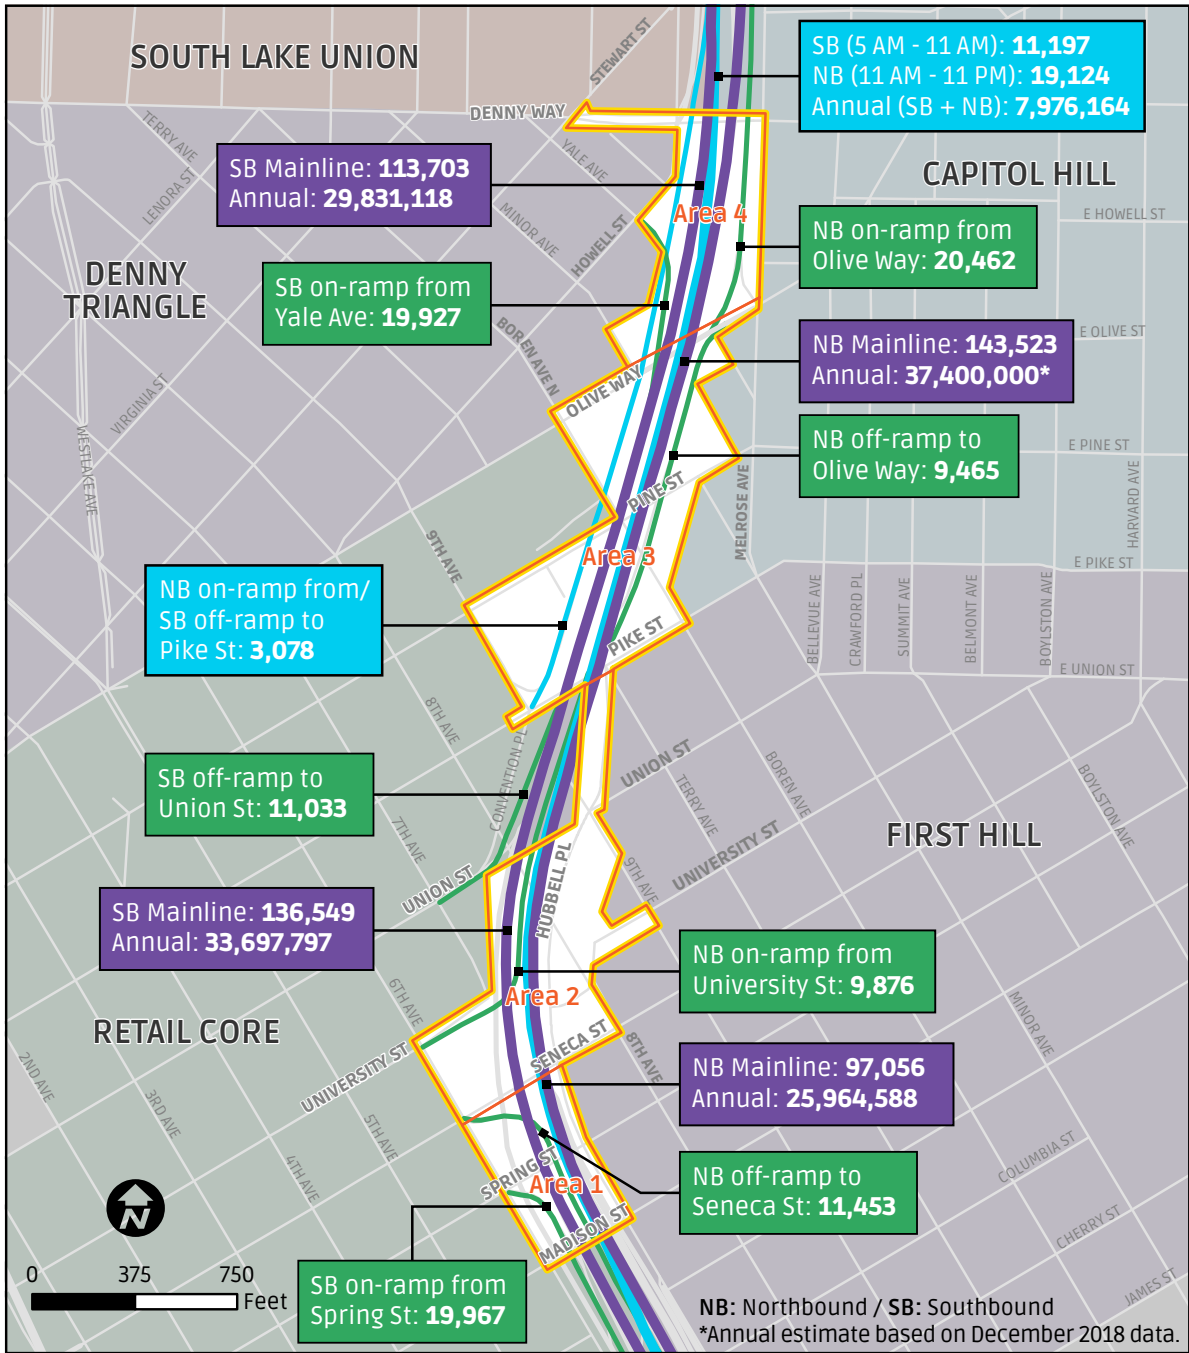 SOUTH LAKE UNION
STEWART ST
DENNY WAY
SB (5 AM - 11 AM): 11,197
NB (11 AM - 11 PM): 19,124
Annual (SB + NB): 7,976,164
TERRY AVE
YALE AVE
LENORA ST
MINOR AVE
HOWELL ST
SB Mainline: 113,703
Annual: 29,831,118
CAPITOL HILL
Area 4
E HOWELL ST
NB on-ramp from
Olive Way: 20,462
DENNY
TRIANGLE
SB on-ramp from
Yale Ave: 19,927
BOREN AVE N
E OLIVE ST
NB Mainline: 143,523
Annual: 37,400,000*
VIRGINIA ST
WESTLAKE AVE
OLIVE WAY
NB off-ramp to
Olive Way: 9,465
E PINE ST
PINE ST
MELROSE AVE
HARVARD AVE
9TH AVE
Area 3
E PIKE ST
NB on-ramp from/
SB off-ramp to
Pike St: 3,078
PIKE ST
BELLEVUE AVE
CRAWFORD PL
SUMMIT AVE
BELMONT AVE
BOYLSTON AVE
E UNION ST
8TH AVE
CONVENTION PL
UNION ST
TERRY AVE
BOREN AVE
BOYLSTON AVE
SB off-ramp to
Union St: 11,033
7TH AVE
UNION ST
HUBBELL PL
9TH AVE
UNIVERSITY ST
FIRST HILL
SB Mainline: 136,549
Annual: 33,697,797
NB on-ramp from
University St: 9,876
6TH AVE
Area 2
RETAIL CORE
UNIVERSITY ST
SENECA ST
8TH AVE
MINOR AVE
NB Mainline: 97,056
Annual: 25,964,588
2ND AVE
3RD AVE
4TH AVE
5TH AVE
SPRING ST
Area 1
MADISON ST
NB off-ramp to
Seneca St: 11,453
COLUMBIA ST
CHERRY ST
JAMES ST
N
0 375 750
Feet
SB on-ramp from
Spring St: 19,967
NB: Northbound / SB: Southbound
*Annual estimate based on December 2018 data.